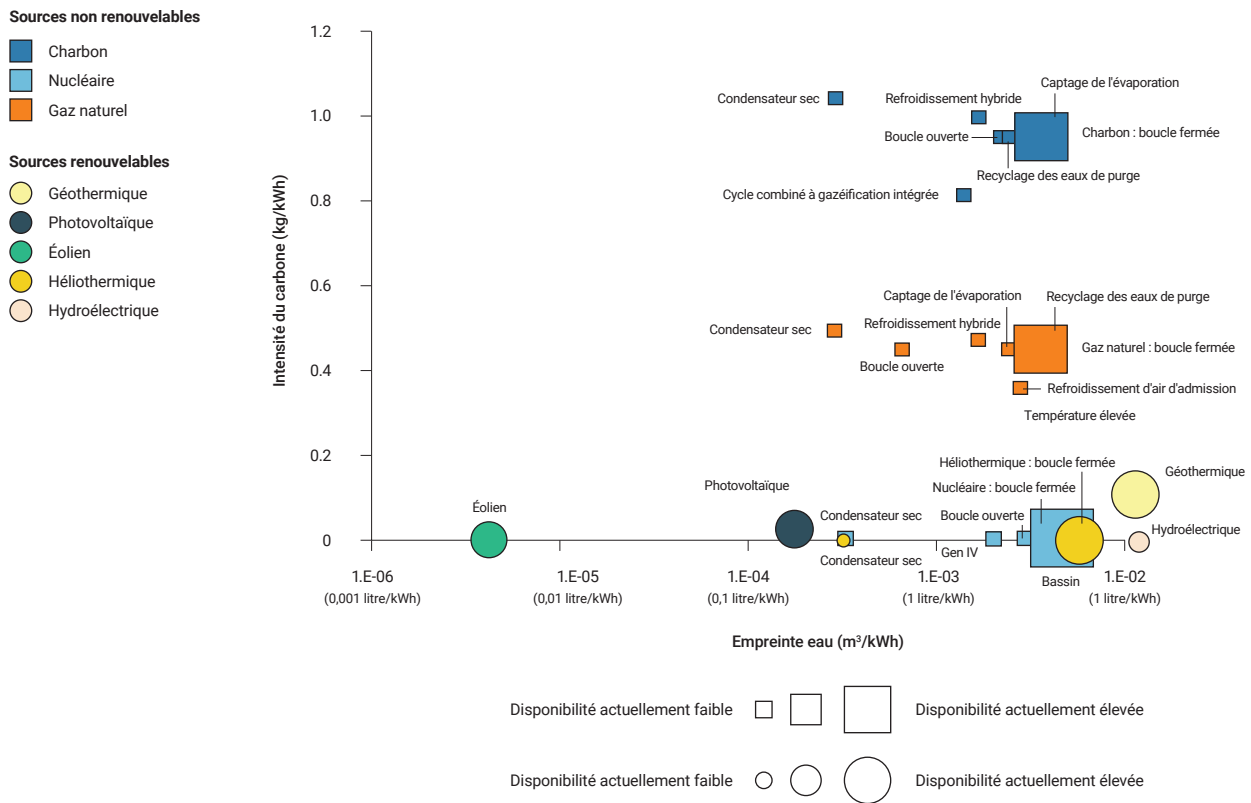 Sources non renouvelables
Charbon
Nucléaire
Gaz naturel
Sources renouvelables
Géothermique
Photovoltaïque
Éolien
Héliothermique
Hydroélectrique
Intensité du carbone (kg/kWh)
1.2
1.0
0.8
0.6
0.4
0.2
0
Captage de l'évaporation
Condensateur sec
Refroidissement hybride
Boucle ouverte
Charbon : boucle fermée
Recyclage des eaux de purge
Cycle combiné à gazéification intégrée
Captage de l'évaporation
Recyclage des eaux de purge
Condensateur sec
Refroidissement hybride
Gaz naturel : boucle fermée
Boucle ouverte
Refroidissement d'air d'admission
Température élevée
Héliothermique : boucle fermée
Géothermique
Photovoltaïque
Nucléaire : boucle fermée
Éolien
Condensateur sec
Boucle ouverte
Hydroélectrique
Condensateur sec
Gen IV
Bassin
1.E-06
1.E-05
1.E-04
1.E-03
1.E-02
(0,001 litre/kWh)
(0,01 litre/kWh)
(0,1 litre/kWh)
(1 litre/kWh)
(1 litre/kWh)
Empreinte eau (m³/kWh)
Disponibilité actuellement faible
Disponibilité actuellement élevée
Disponibilité actuellement faible
Disponibilité actuellement élevée